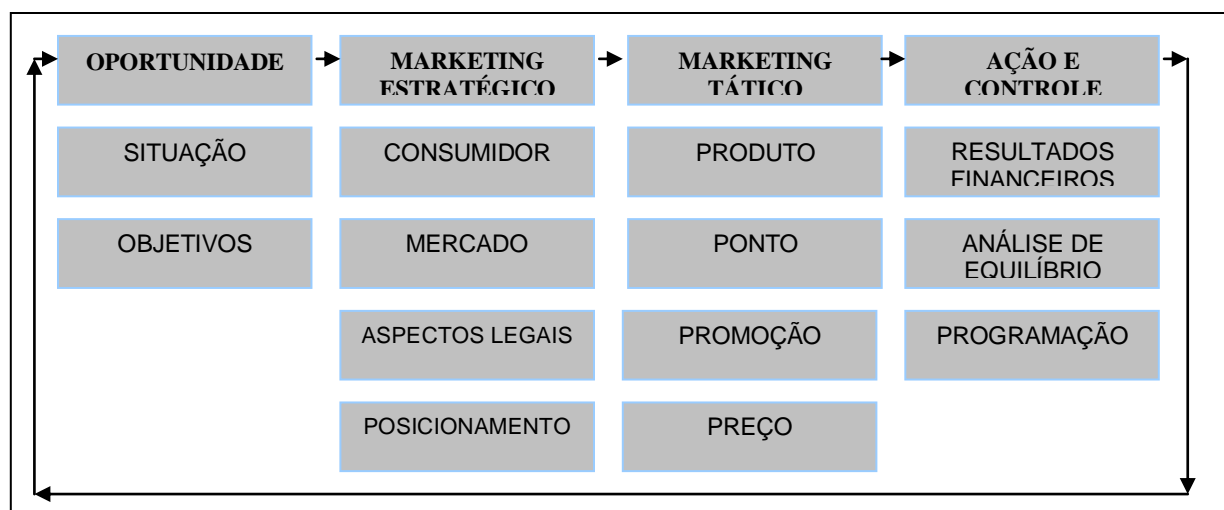 OPORTUNIDADE
MARKETING
ESTRATÉGICO
MARKETING
TÁTICO
AÇÃO E
CONTROLE
SITUAÇÃO
CONSUMIDOR
PRODUTO
RESULTADOS
FINANCEIROS
OBJETIVOS
MERCADO
PONTO
ANÁLISE DE
EQUILÍBRIO
ASPECTOS LEGAIS
PROMOÇÃO
PROGRAMAÇÃO
POSICIONAMENTO
PREÇO